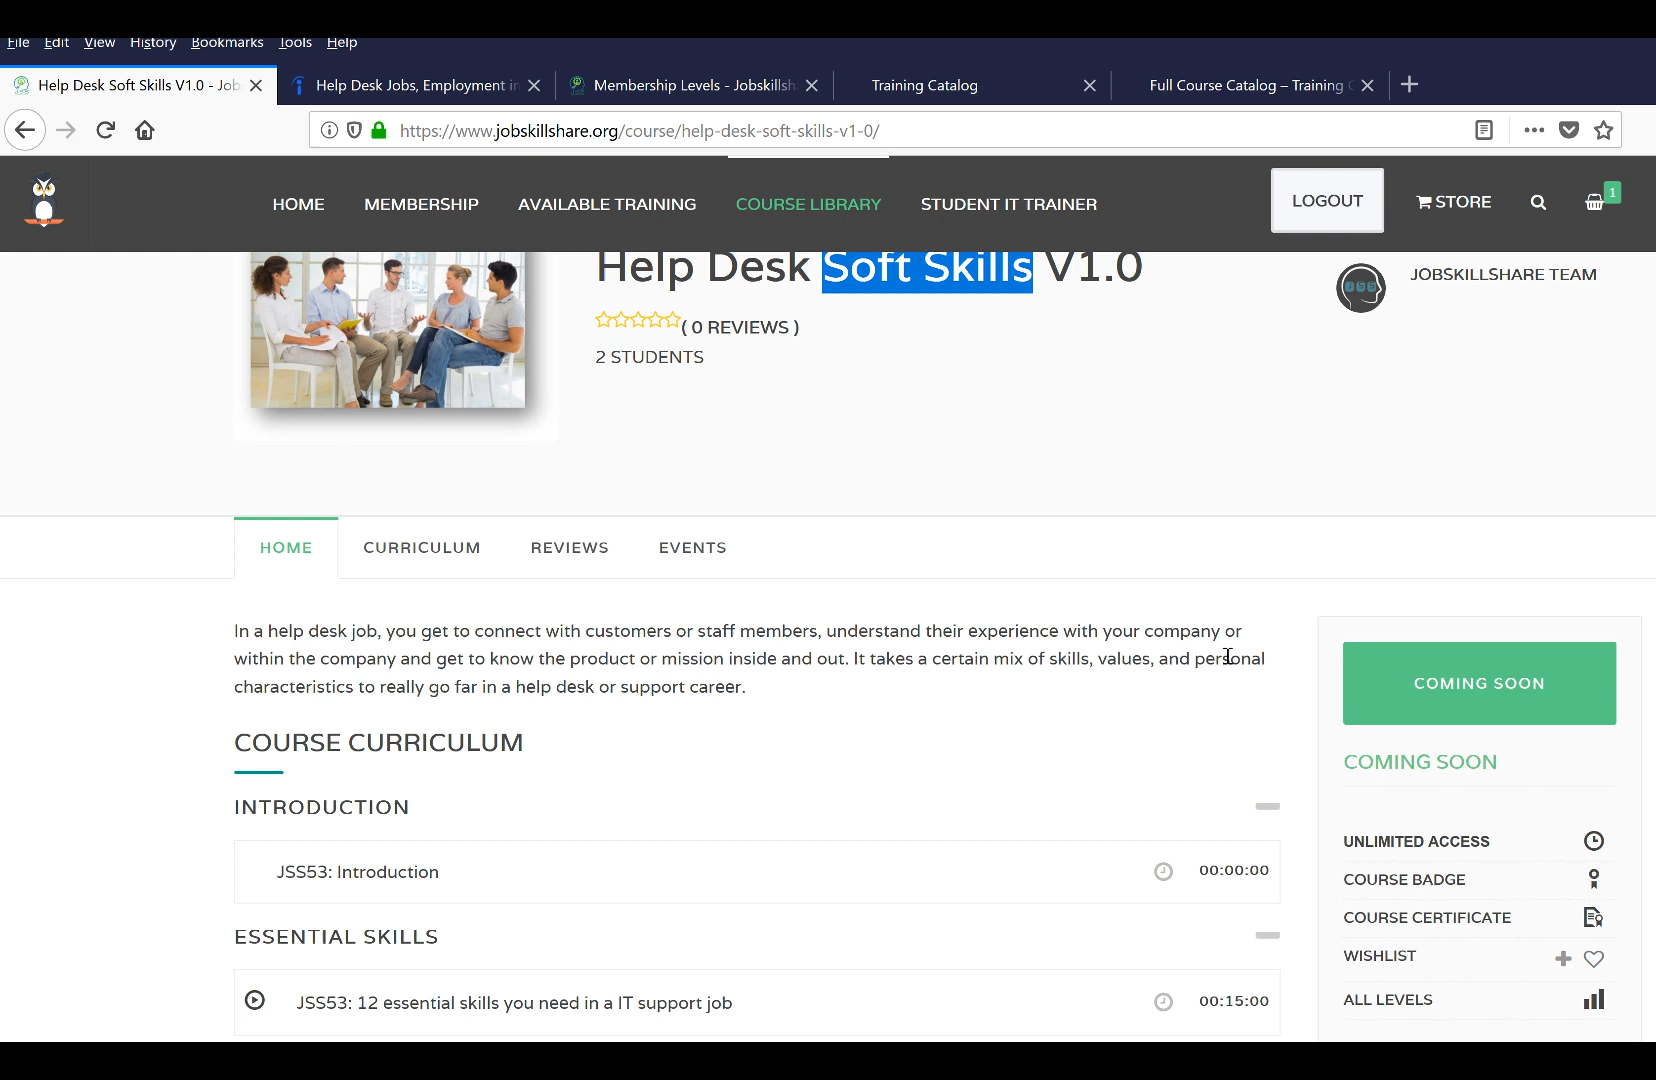 File Edit View History Bookmarks Tools Help
Help Desk Soft Skills V1.0 - Job
Help Desk Jobs, Employment in
Membership Levels - Jobskillsh
Training Catalog
Full Course Catalog – Training C
https://www.jobskillshare.org/course/help-desk-soft-skills-v1-0/
HOME MEMBERSHIP AVAILABLE TRAINING COURSE LIBRARY STUDENT IT TRAINER LOGOUT STORE 1
Help Desk Soft Skills V1.0
JSS
JOBSKILLSHARE TEAM
( 0 REVIEWS )
2 STUDENTS
HOME CURRICULUM REVIEWS EVENTS
In a help desk job, you get to connect with customers or staff members, understand their experience with your company or
within the company and get to know the product or mission inside and out. It takes a certain mix of skills, values, and personal
characteristics to really go far in a help desk or support career.
COURSE CURRICULUM
INTRODUCTION
JSS53: Introduction 00:00:00
ESSENTIAL SKILLS
JSS53: 12 essential skills you need in a IT support job 00:15:00
COMING SOON
COMING SOON
UNLIMITED ACCESS
COURSE BADGE
COURSE CERTIFICATE
WISHLIST
ALL LEVELS